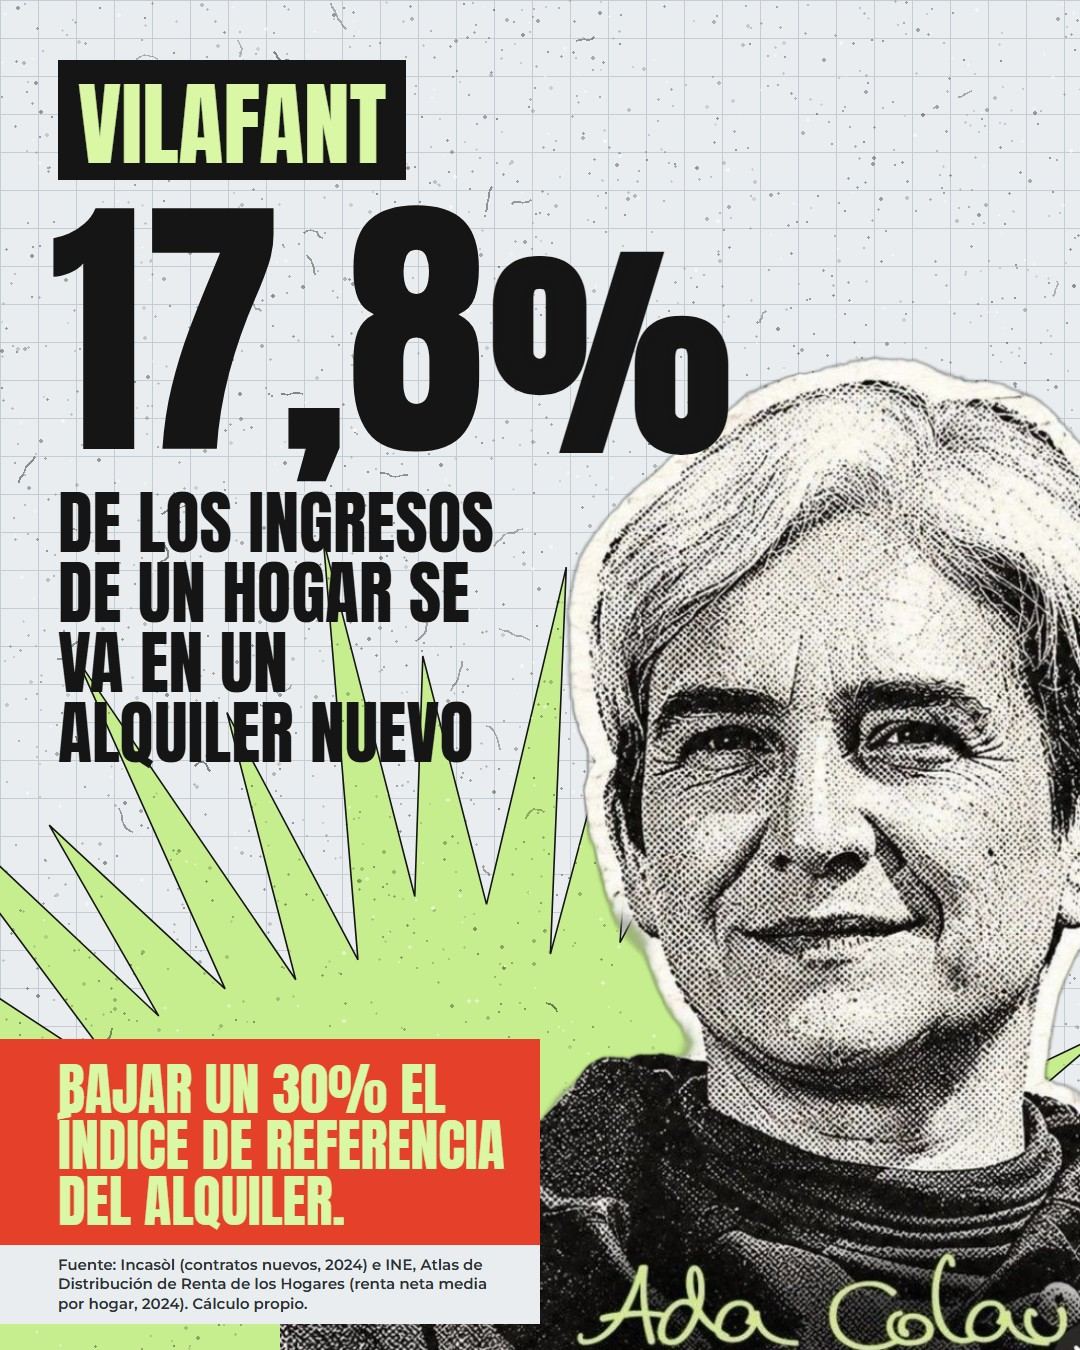 VILAFANT
17,8%
DE LOS INGRESOS
DE UN HOGAR SE
VA EN UN
ALQUILER NUEVO
BAJAR UN 30% EL
ÍNDICE DE REFERENCIA
DEL ALQUILER.
Fuente: Incasòl (contratos nuevos, 2024) e INE, Atlas de
Distribución de Renta de los Hogares (renta neta media
por hogar, 2024). Cálculo propio.
Ada Colau